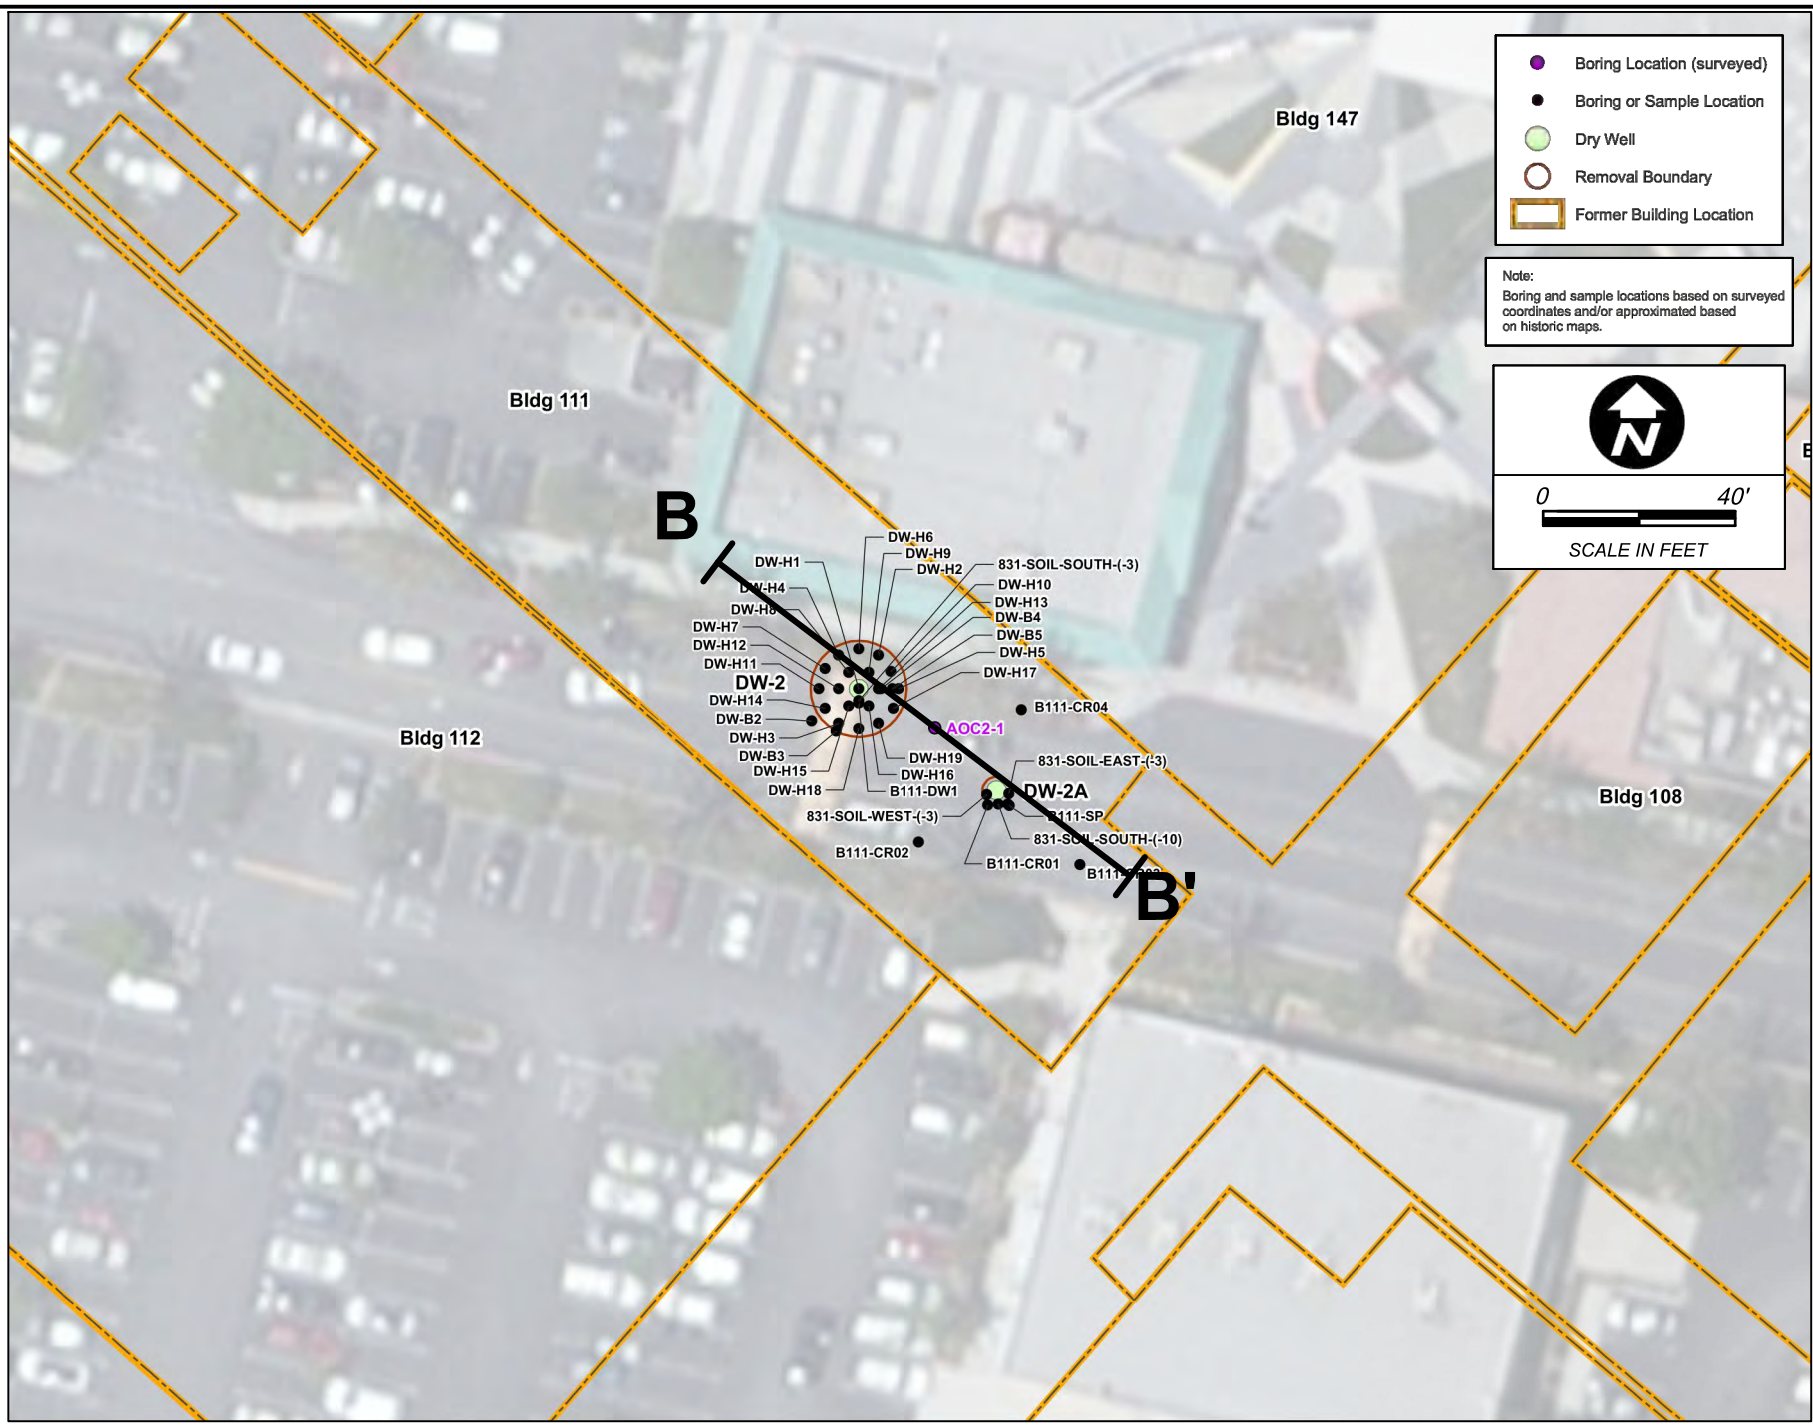 Boring Location (surveyed)
Boring or Sample Location
Dry Well
Removal Boundary
Former Building Location
Note:
Boring and sample locations based on surveyed
coordinates and/or approximated based
on historic maps.
N
0 40'
SCALE IN FEET
Bldg 147
Bldg 111
B
DW-H6
DW-H9
DW-H1
DW-H2
831-SOIL-SOUTH-(-3)
DW-H4
DW-H10
DW-H13
DW-H8
DW-B4
DW-H7
DW-B5
DW-H12
DW-H5
DW-H11
DW-H17
DW-2
DW-H14
B111-CR04
DW-B2
AOC2-1
DW-H3
DW-B3
DW-H19
831-SOIL-EAST-(-3)
DW-H15
DW-H16
DW-H18
B111-DW1
DW-2A
831-SOIL-WEST-(-3)
B111-SP
831-SOIL-SOUTH-(-10)
B111-CR02
B111-CR01
B'
Bldg 112
Bldg 108